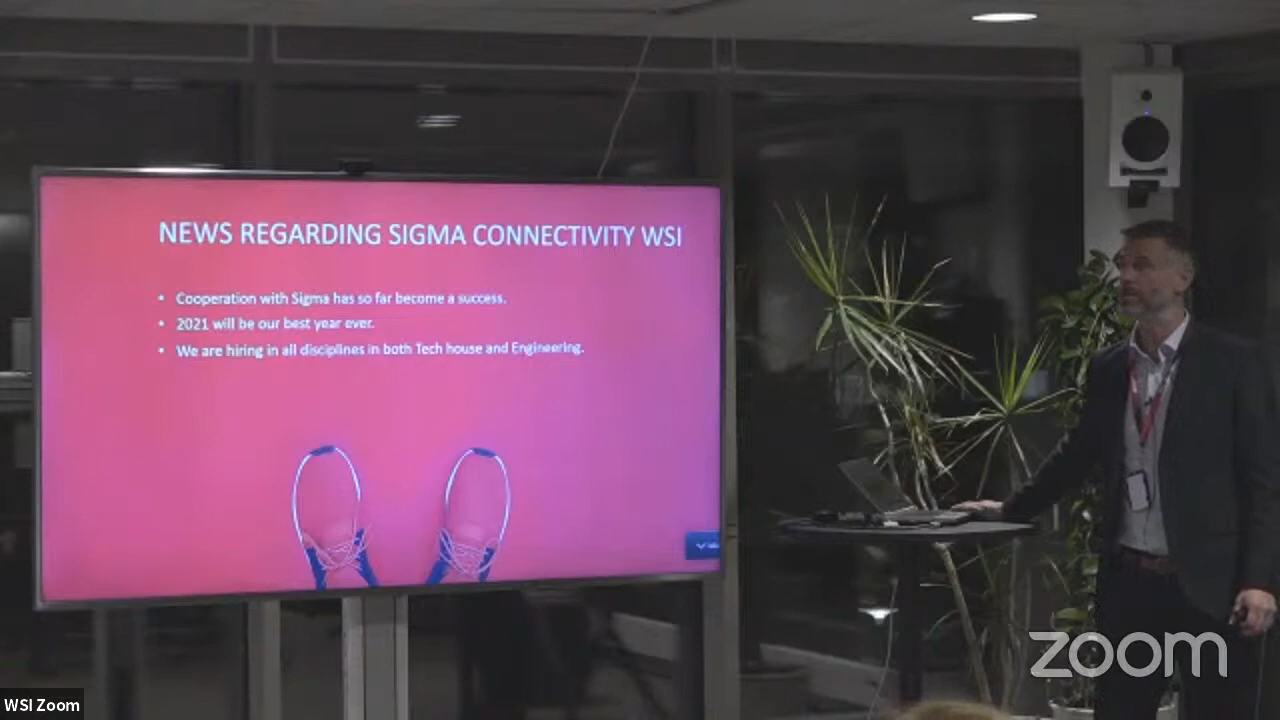 NEWS REGARDING SIGMA CONNECTIVITY WSI
• Cooperation with Sigma has so far become a success.
• 2021 will be our best year ever.
• We are hiring in all disciplines in both Tech house and Engineering.
zoom
WSI Zoom